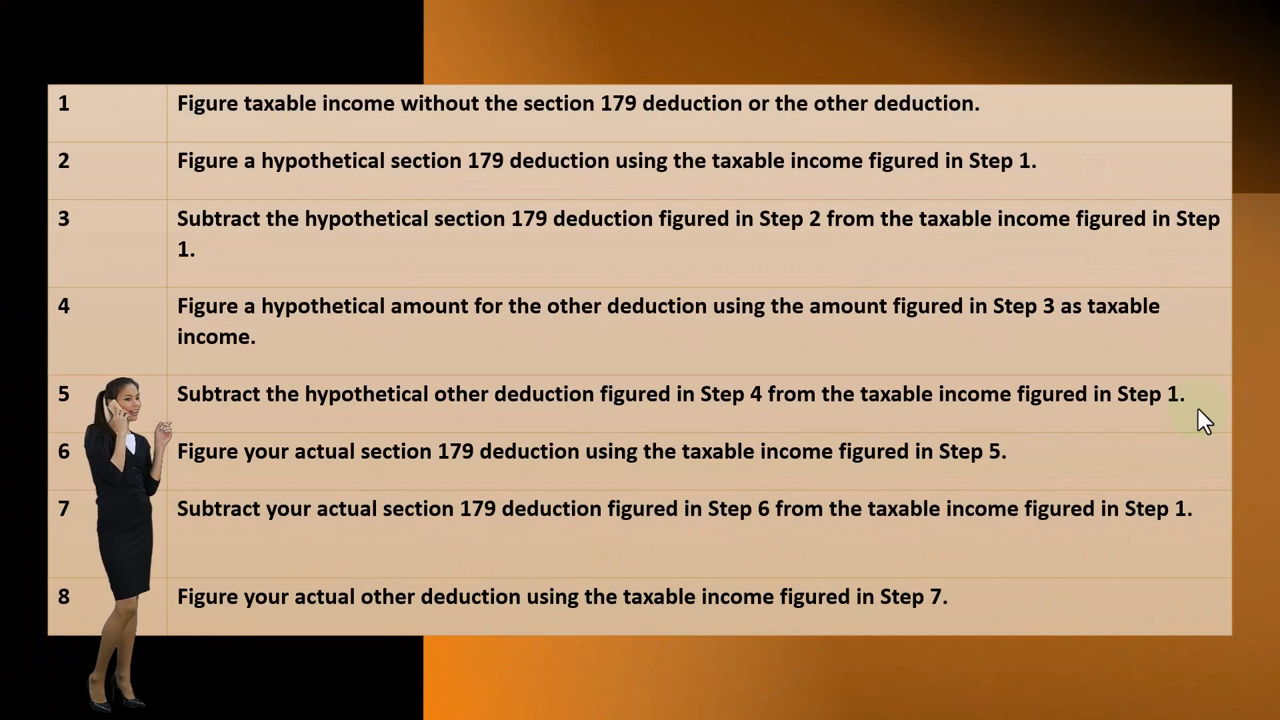 1 Figure taxable income without the section 179 deduction or the other deduction.
2 Figure a hypothetical section 179 deduction using the taxable income figured in Step 1.
3 Subtract the hypothetical section 179 deduction figured in Step 2 from the taxable income figured in Step
1.
4 Figure a hypothetical amount for the other deduction using the amount figured in Step 3 as taxable
income.
5 Subtract the hypothetical other deduction figured in Step 4 from the taxable income figured in Step 1.
6 Figure your actual section 179 deduction using the taxable income figured in Step 5.
7 Subtract your actual section 179 deduction figured in Step 6 from the taxable income figured in Step 1.
8 Figure your actual other deduction using the taxable income figured in Step 7.